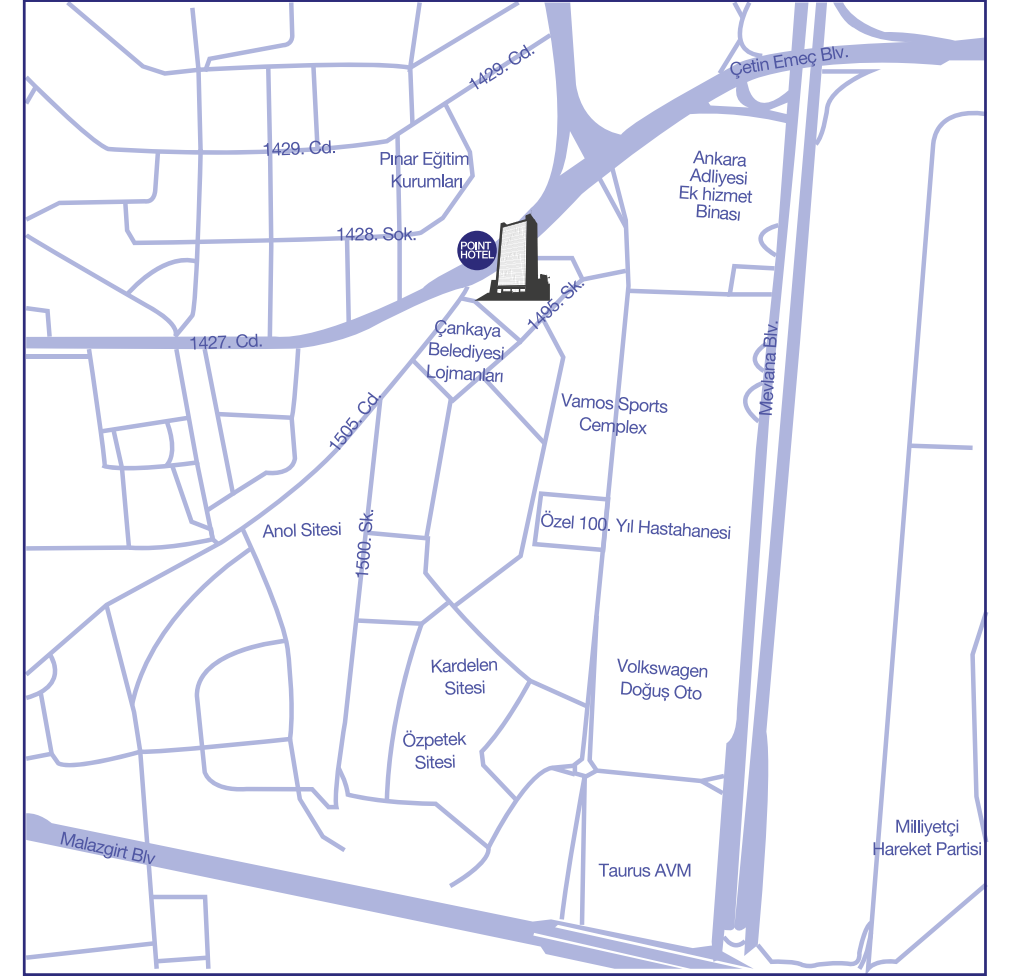 Çetin Emeç Blv.
1429. Cd.
1429. Cd.
Pınar Eğitim
Kurumları
Ankara
Adliyesi
Ek hizmet
Binası
1428. Sok.
POINT
HOTEL
1495. Sk.
1427. Cd.
Çankaya
Belediyesi
Lojmanları
Mevlana Blv.
1505. Cd.
Vamos Sports
Cemplex
Anol Sitesi
1500. Sk.
Özel 100. Yıl Hastahanesi
Kardelen
Sitesi
Volkswagen
Doğuş Oto
Özpetek
Sitesi
Malazgirt Blv
Taurus AVM
Milliyetçi
Hareket Partisi